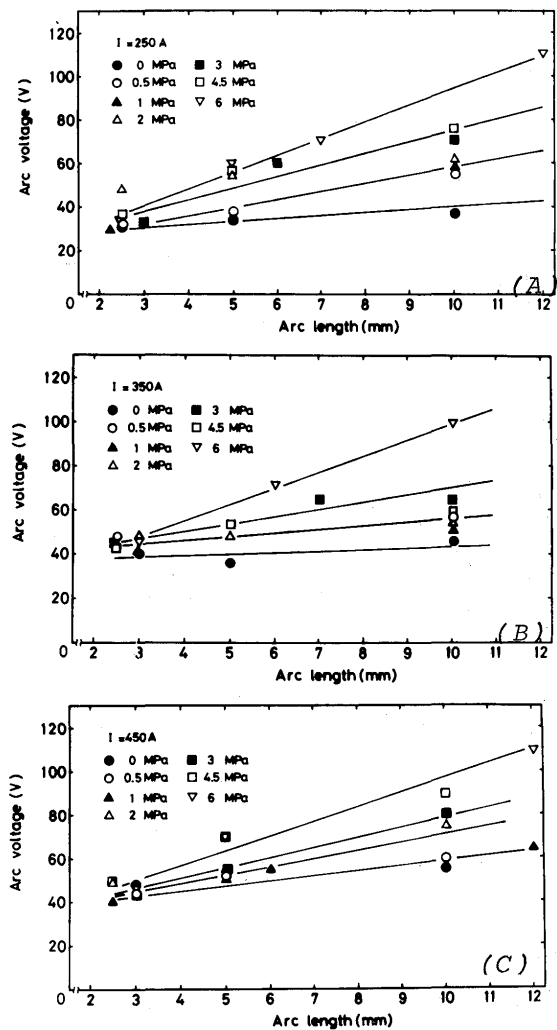 Arc voltage (V)
120
100
80
60
40
20
0
I = 250 A
● 0 MPa ■ 3 MPa
○ 0.5 MPa □ 4.5 MPa
▲ 1 MPa ▽ 6 MPa
△ 2 MPa
2 3 4 5 6 7 8 9 10 11 12
Arc length (mm)
(A)
Arc voltage (V)
120
100
80
60
40
20
0
I = 350 A
● 0 MPa ■ 3 MPa
○ 0.5 MPa □ 4.5 MPa
▲ 1 MPa ▽ 6 MPa
△ 2 MPa
2 3 4 5 6 7 8 9 10 11 12
Arc length (mm)
(B)
Arc voltage (V)
120
100
80
60
40
20
0
I = 450 A
● 0 MPa ■ 3 MPa
○ 0.5 MPa □ 4.5 MPa
▲ 1 MPa ▽ 6 MPa
△ 2 MPa
2 3 4 5 6 7 8 9 10 11 12
Arc length (mm)
(C)